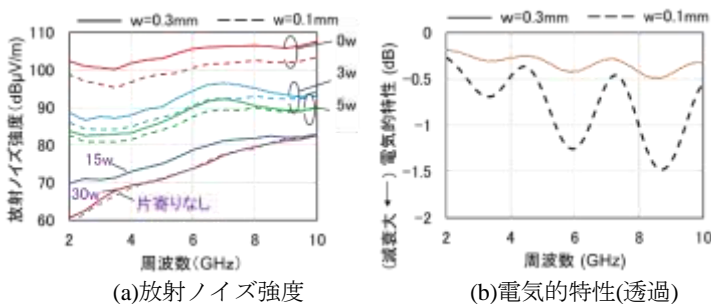 w=0.3mm w=0.1mm
放射ノイズ強度(dBμV/m)
110
100
90
80
70
60
0w
3w
5w
15w
30w
片寄りなし
2 4 6 8 10
周波数(GHz)
(a)放射ノイズ強度
w=0.3mm w=0.1mm
(減衰大 ←) 電気的特性 (dB)
0
-0.5
-1
-1.5
-2
2 4 6 8 10
周波数 (GHz)
(b)電気的特性(透過)